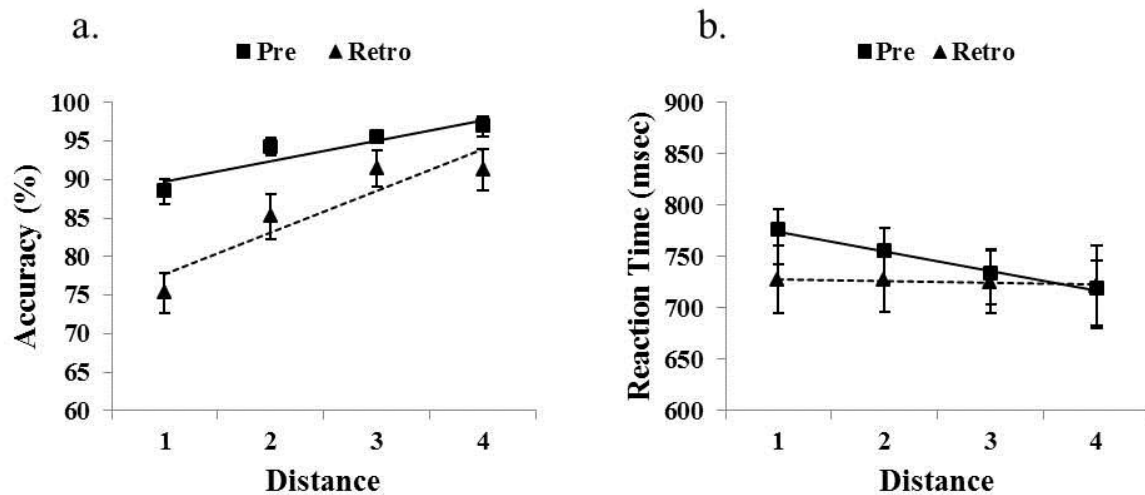 a.
Pre Retro
Accuracy (%)
100
95
90
85
80
75
70
65
60
1 2 3 4
Distance
b.
Pre Retro
Reaction Time (msec)
900
850
800
750
700
650
600
1 2 3 4
Distance